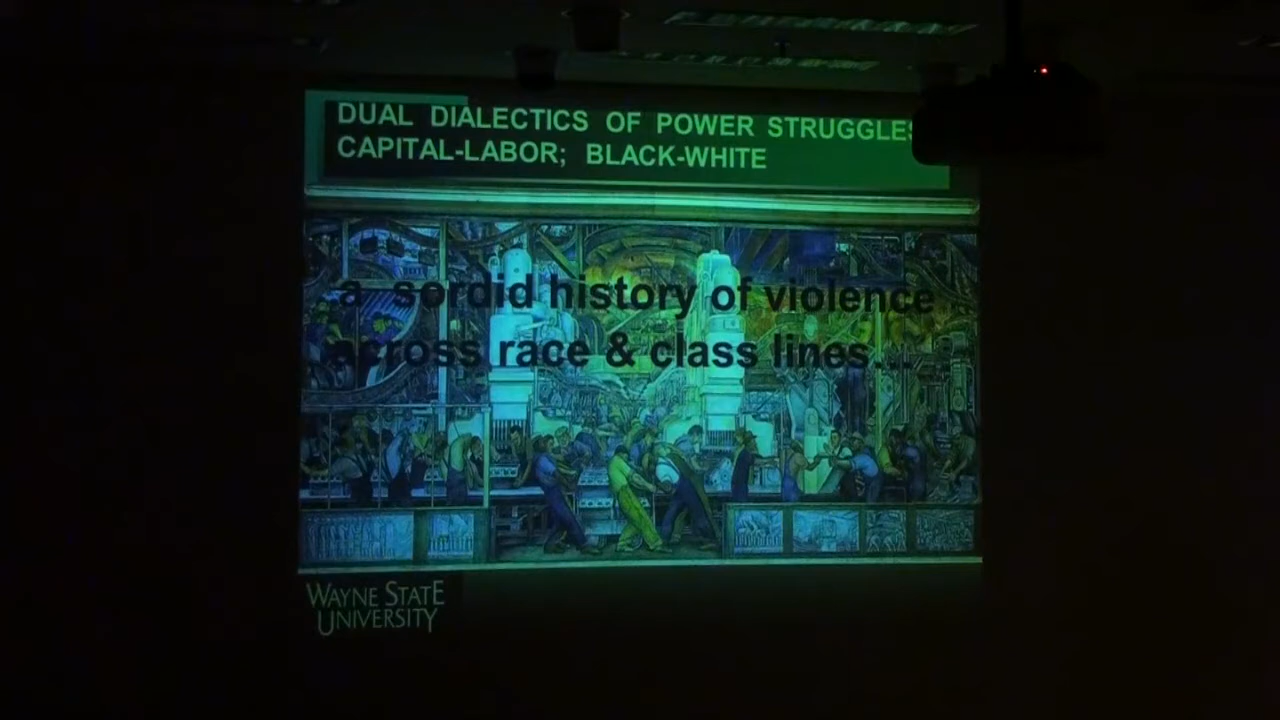 DUAL DIALECTICS OF POWER STRUGGLES
CAPITAL-LABOR; BLACK-WHITE
a sordid history of violence
across race & class lines...
WAYNE STATE
UNIVERSITY